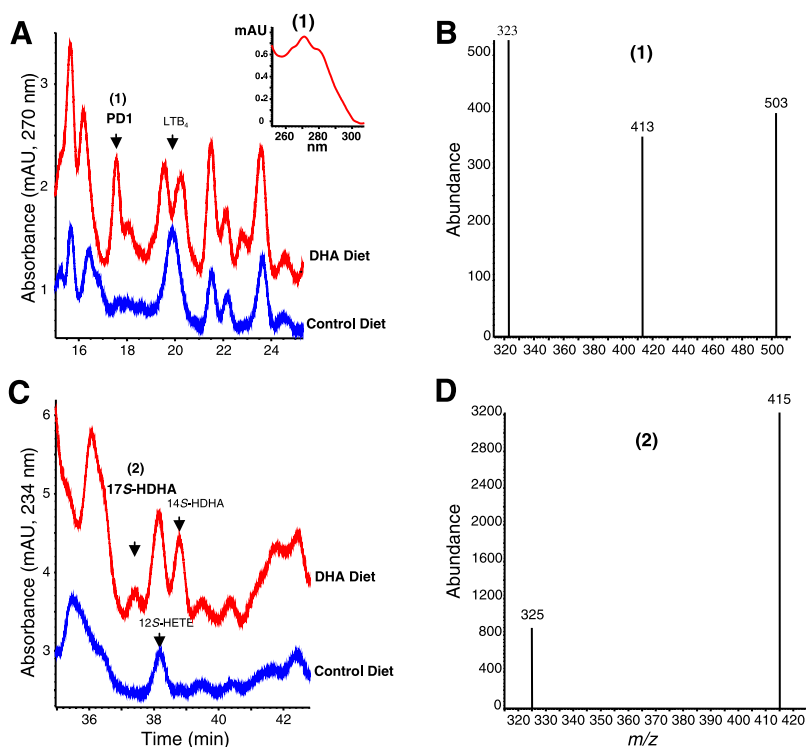 A
Absorbance (mAU, 270 nm)
3
2
1
(1)
PD1
LTB₄
DHA Diet
Control Diet
16 18 20 22 24
mAU
(1)
0.6
0.4
0.2
0
260 280 300
nm
B
(1)
Abundance
500
400
300
200
100
0
323
413
503
320 340 360 380 400 420 440 460 480 500
C
Absorbance (mAU, 234 nm)
6
5
4
3
(2)
17S-HDHA
14S-HDHA
DHA Diet
12S-HETE
Control Diet
36 38 40 42
Time (min)
D
(2)
Abundance
3200
2800
2400
2000
1600
1200
800
400
0
325
415
320 330 340 350 360 370 380 390 400 410 420
m/z